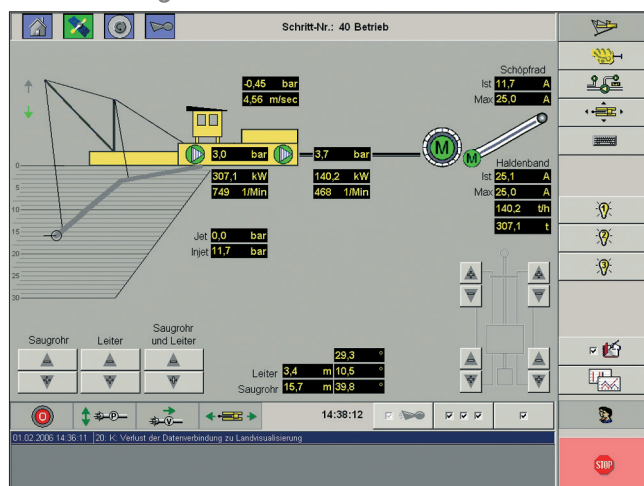 Schritt-Nr.: 40 Betrieb
-0,45 bar
4,56 m/sec
Schöpfrad
Ist 11,7 A
Max 25,0 A
3,0 bar
3,7 bar
307,1 kW
140,2 kW
749 1/Min
468 1/Min
M
M
Haldenband
Ist 25,1 A
Max 25,0 A
140,2 t/h
307,1 t
0
5
10
15
20
25
30
Jet 0,0 bar
Injet 11,7 bar
1
2
3
Saugrohr
Leiter
Saugrohr und Leiter
29,3 °
Leiter 3,4 m 10,5 °
Saugrohr 15,7 m 39,8 °
0
P
V
14:38:12
01.02.2006 14:36:11 20: K: Verlust der Datenverbindung zu Landvisualisierung
STOP